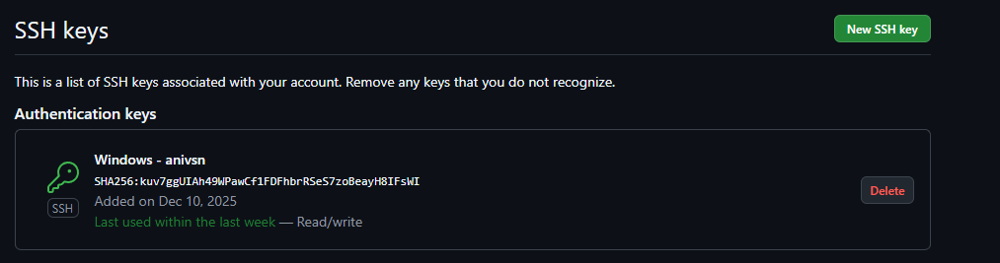 SSH keys
New SSH key
This is a list of SSH keys associated with your account. Remove any keys that you do not recognize.
Authentication keys
Windows - anivsn
SHA256:kuv7ggUIAh49WPawCf1FDFhbrRSeS7zoBeayH8IFsWI
SSH
Added on Dec 10, 2025
Last used within the last week — Read/write
Delete